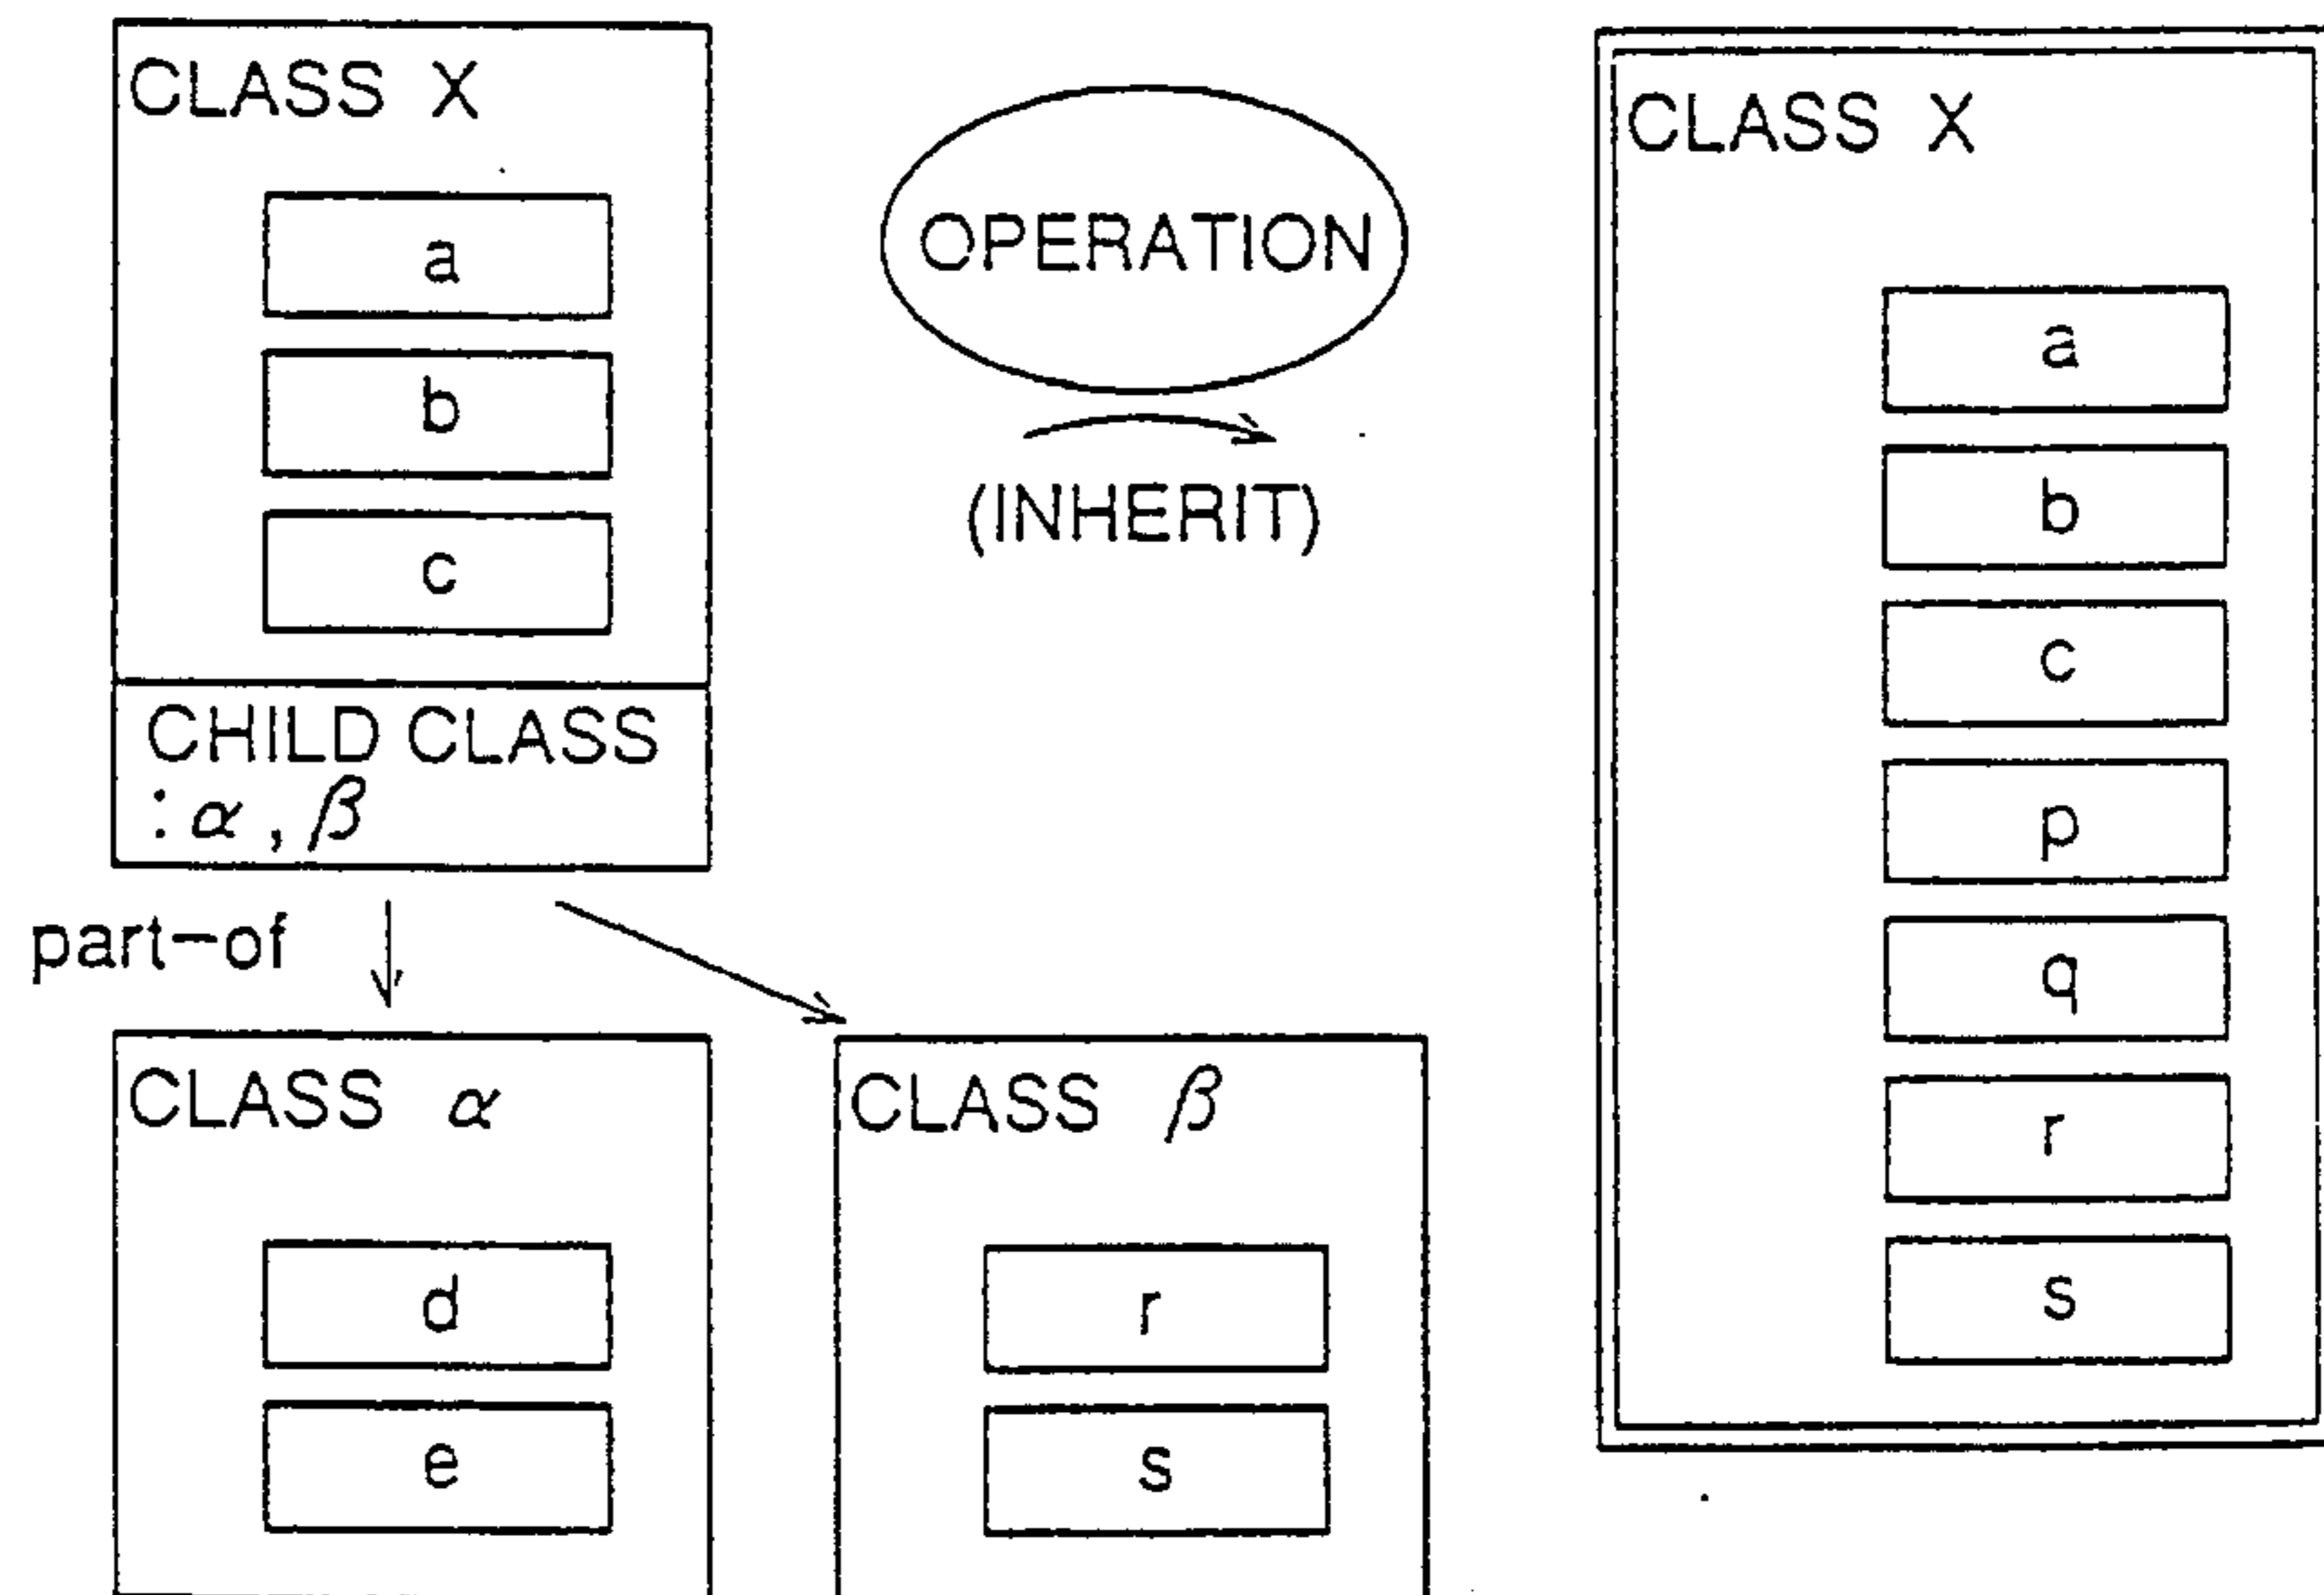 CLASS X
a
b
c
CHILD CLASS
: α , β
part-of
CLASS α
d
e
CLASS β
r
s
OPERATION
(INHERIT)
CLASS X
a
b
c
p
q
r
s